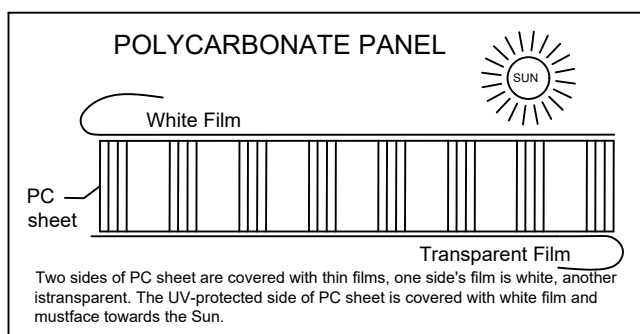 POLYCARBONATE PANEL
SUN
White Film
PC
sheet
Transparent Film
Two sides of PC sheet are covered with thin films, one side's film is white, another
istransparent. The UV-protected side of PC sheet is covered with white film and
mustface towards the Sun.